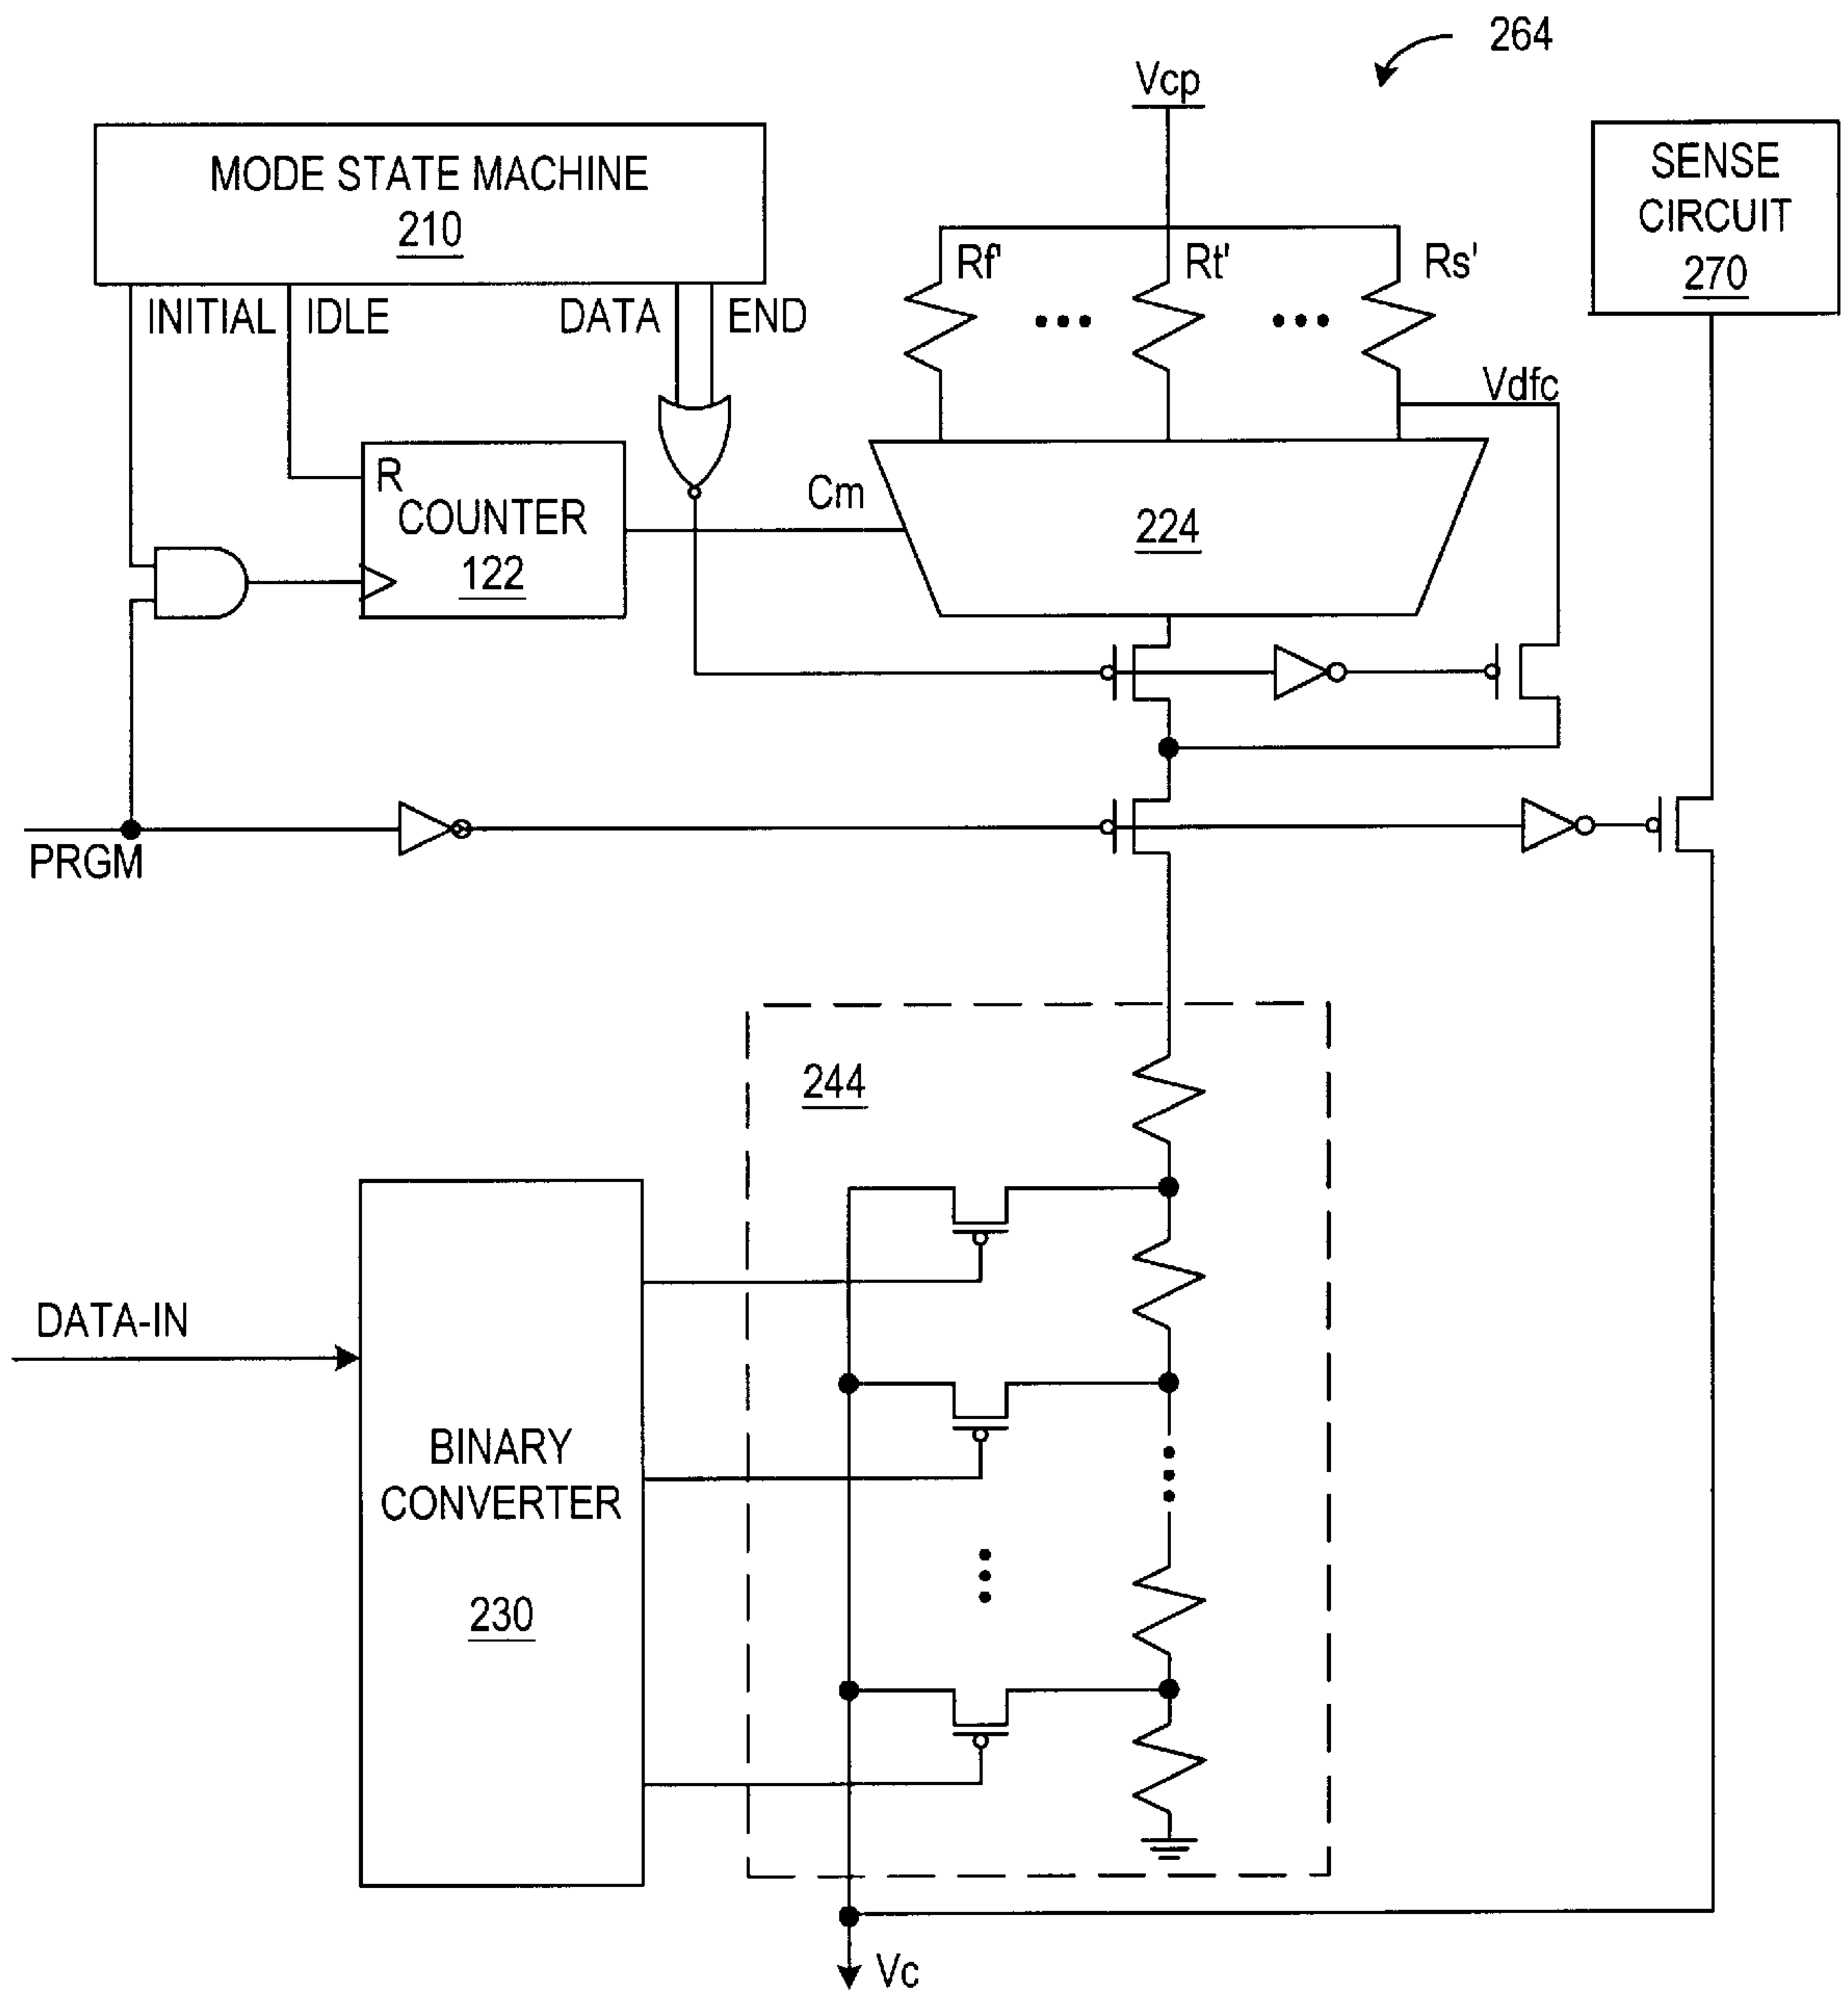 264
Vcp
MODE STATE MACHINE
210
SENSE
CIRCUIT
270
Rf'
Rt'
Rs'
INITIAL
IDLE
DATA
END
Vdfc
R
COUNTER
122
Cm
224
PRGM
244
DATA-IN
BINARY
CONVERTER
230
Vc